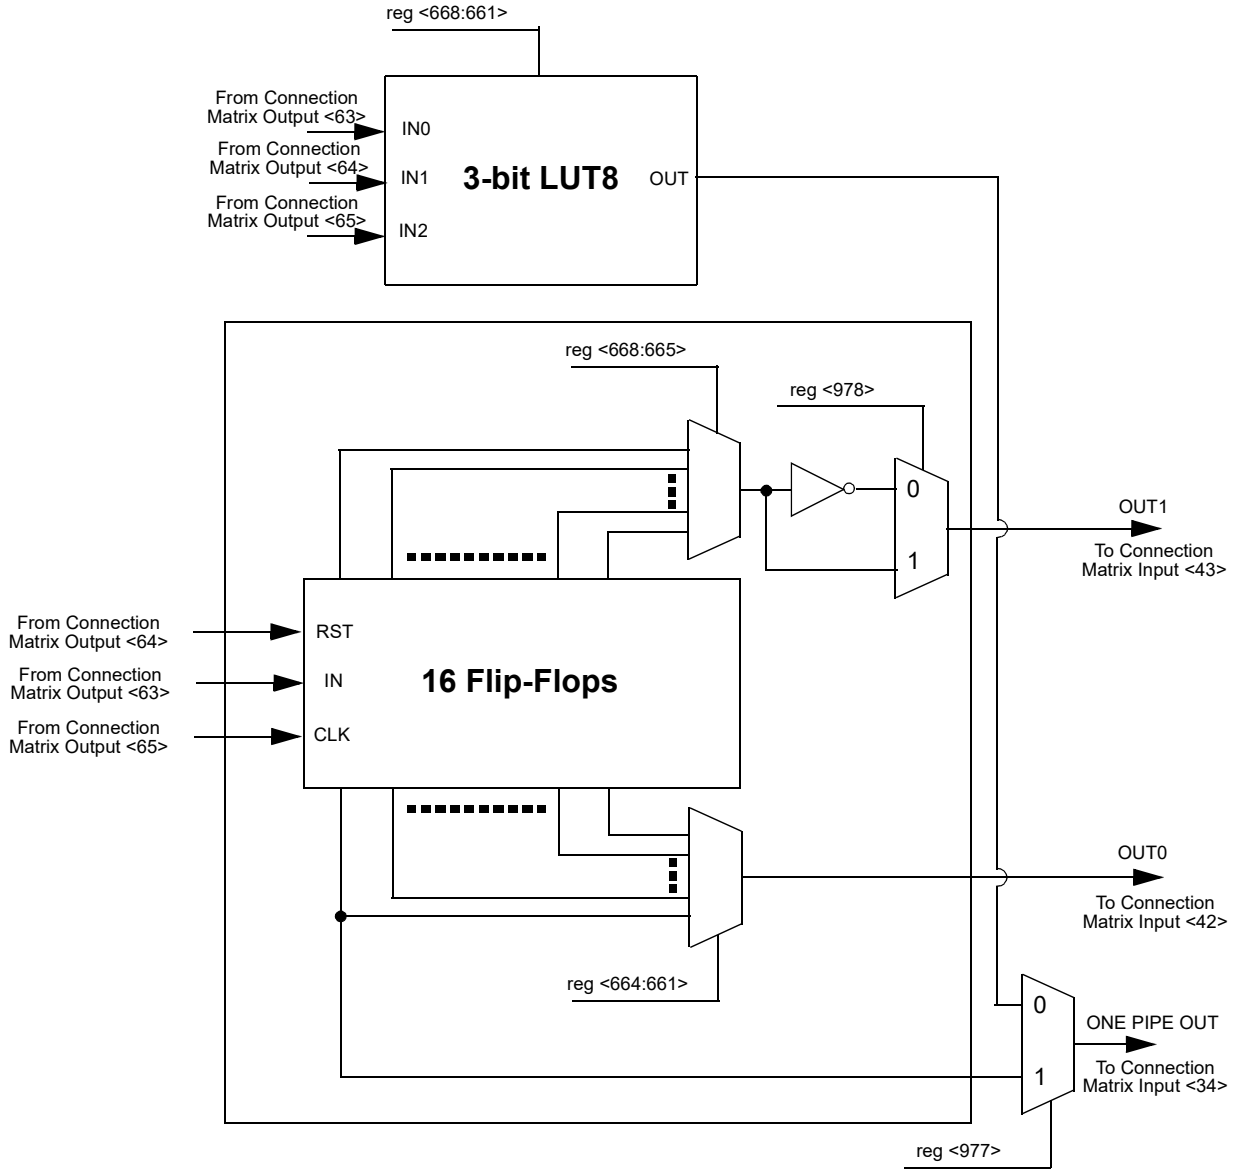 reg <668:661>
From Connection
Matrix Output <63>
IN0
From Connection
Matrix Output <64>
IN1
3-bit LUT8
OUT
From Connection
Matrix Output <65>
IN2
reg <668:665>
reg <978>
0
1
OUT1
To Connection
Matrix Input <43>
From Connection
Matrix Output <64>
RST
From Connection
Matrix Output <63>
IN
16 Flip-Flops
From Connection
Matrix Output <65>
CLK
OUT0
To Connection
Matrix Input <42>
reg <664:661>
0
ONE PIPE OUT
1
To Connection
Matrix Input <34>
reg <977>